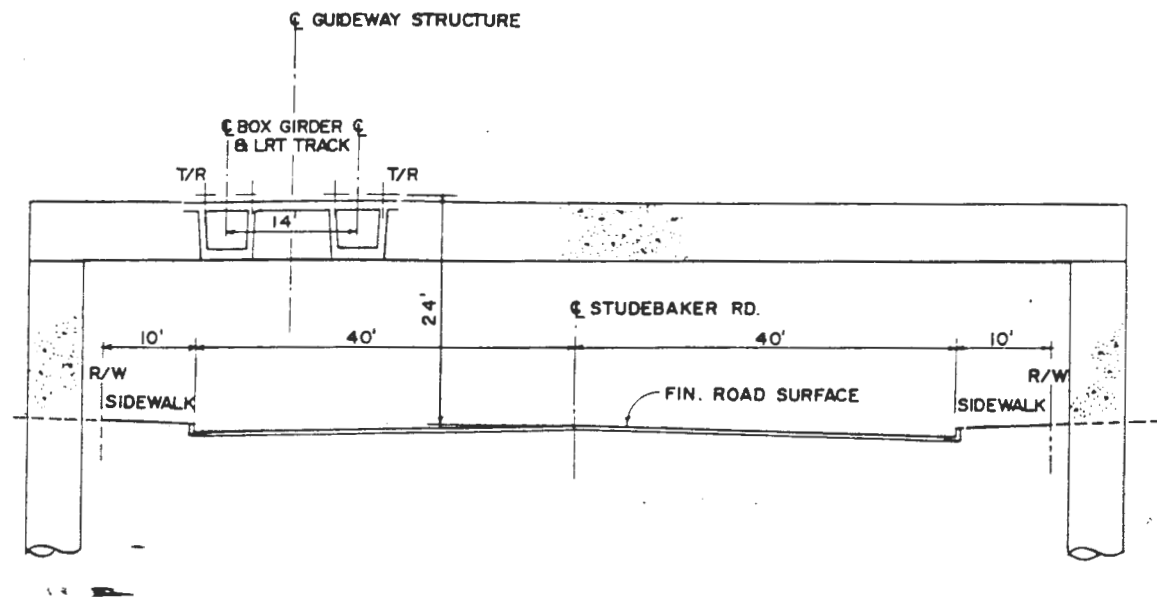 ℄ GUIDEWAY STRUCTURE
℄ BOX GIRDER ℄
& LRT TRACK
T/R
T/R
14'
24'
℄ STUDEBAKER RD.
10'
40'
40'
10'
R/W
R/W
SIDEWALK
FIN. ROAD SURFACE
SIDEWALK